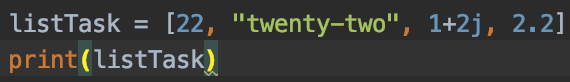 listTask = [22, "twenty-two", 1+2j, 2.2]
print(listTask)